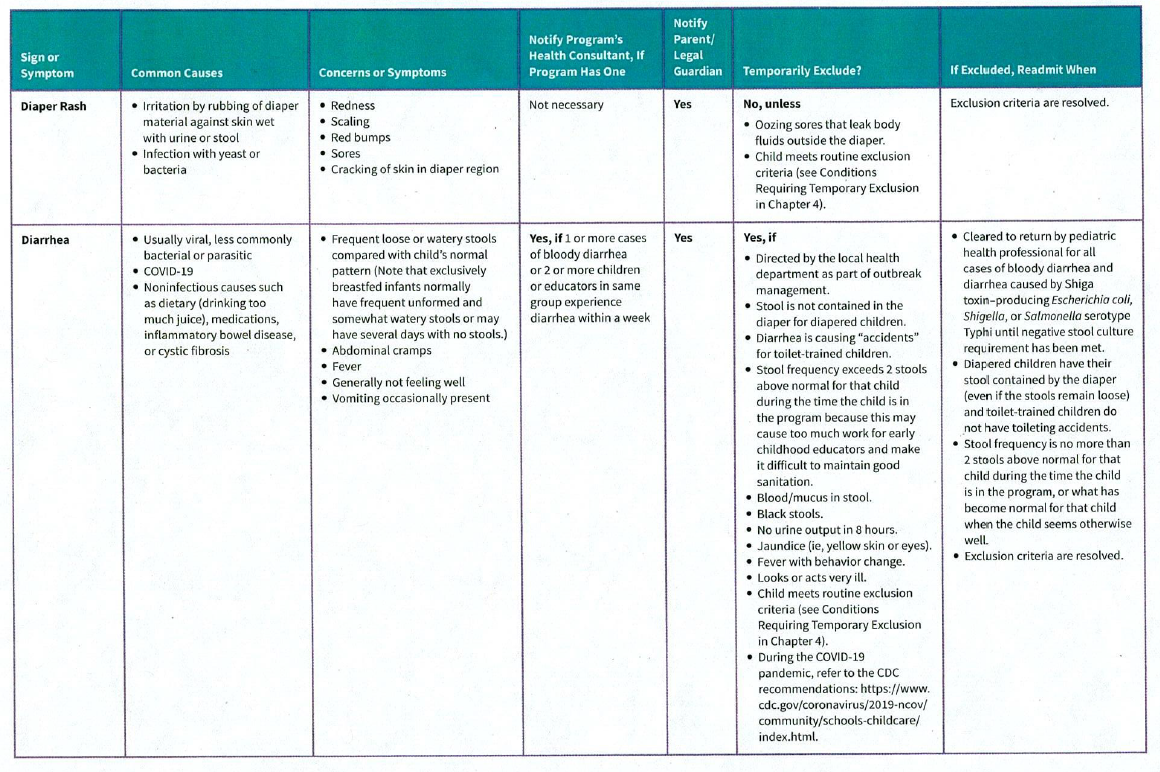 Sign or
Symptom
Common Causes
Concerns or Symptoms
Notify Program's
Health Consultant, If
Program Has One
Notify
Parent/
Legal
Guardian
Temporarily Exclude?
If Excluded, Readmit When
Diaper Rash
• Irritation by rubbing of diaper
material against skin wet
with urine or stool
• Infection with yeast or
bacteria
• Redness
• Scaling
• Red bumps
• Sores
• Cracking of skin in diaper region
Not necessary
Yes
No, unless
• Oozing sores that leak body
fluids outside the diaper.
• Child meets routine exclusion
criteria (see Conditions
Requiring Temporary Exclusion
in Chapter 4).
Exclusion criteria are resolved.
Diarrhea
• Usually viral, less commonly
bacterial or parasitic
• COVID-19
• Noninfectious causes such
as dietary (drinking too
much juice), medications,
inflammatory bowel disease,
or cystic fibrosis
• Frequent loose or watery stools
compared with child's normal
pattern (Note that exclusively
breastfed infants normally
have frequent unformed and
somewhat watery stools or may
have several days with no stools.)
• Abdominal cramps
• Fever
• Generally not feeling well
• Vomiting occasionally present
Yes, if 1 or more cases
of bloody diarrhea
or 2 or more children
or educators in same
group experience
diarrhea within a week
Yes
Yes, if
• Directed by the local health
department as part of outbreak
management.
• Stool is not contained in the
diaper for diapered children.
• Diarrhea is causing "accidents"
for toilet-trained children.
• Stool frequency exceeds 2 stools
above normal for that child
during the time the child is in
the program because this may
cause too much work for early
childhood educators and make
it difficult to maintain good
sanitation.
• Blood/mucus in stool.
• Black stools.
• No urine output in 8 hours.
• Jaundice (ie, yellow skin or eyes).
• Fever with behavior change.
• Looks or acts very ill.
• Child meets routine exclusion
criteria (see Conditions
Requiring Temporary Exclusion
in Chapter 4).
• During the COVID-19
pandemic, refer to the CDC
recommendations: https://www.
cdc.gov/coronavirus/2019-ncov/
community/schools-childcare/
index.html.
• Cleared to return by pediatric
health professional for all
cases of bloody diarrhea and
diarrhea caused by Shiga
toxin–producing Escherichia coli,
Shigella, or Salmonella serotype
Typhi until negative stool culture
requirement has been met.
• Diapered children have their
stool contained by the diaper
(even if the stools remain loose)
and toilet-trained children do
not have toileting accidents.
• Stool frequency is no more than
2 stools above normal for that
child during the time the child
is in the program, or what has
become normal for that child
when the child seems otherwise
well.
• Exclusion criteria are resolved.